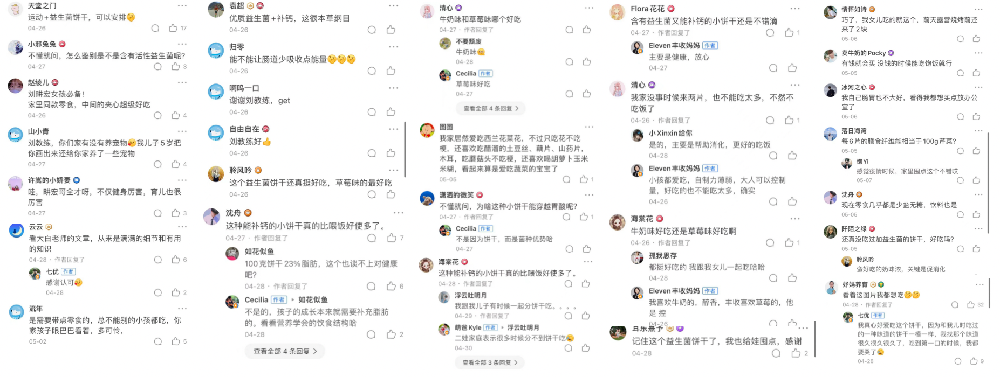 天堂之门
运动+益生菌饼干，可以安排
04-26
17
小邪兔兔
不懂就问，怎么鉴别是不是含有活性益生菌呢?
04-27
3
赵绫儿
刘畊宏女孩必备！
家里同款零食，中间的夹心超级好吃
04-26
4
山小青
刘教练，你们家有没有养宠物我儿子5岁把
你画出来还给你家养了一些宠物
04-27
4
许嵩的小娇妻
哇，畊宏哥全才呀，不仅健身厉害，育儿也很
厉害
04-26
3
云云
看大白老师的文章，从来是满满的细节和有用
的知识
04-28 · 作者回复了
6
七优 作者
感谢认可
04-28
2
流年
是需要带点零食的，总不能别的小孩都吃，你
家孩子眼巴巴看着，多可怜，
05-02
5
袁超
优质益生菌+补钙，这很本草纲目
04-26
归零
能不能让肠道少吸收点能量
04-26
啊呜一口
谢谢刘教练，get
04-26
自由自在
刘教练好
04-26
聆风吟
这个益生菌饼干还真挺好吃，草莓味的最好吃
04-26
沈舟
这种能补钙的小饼干真的比喂饭好使多了。
04-27 · 作者回复了
7
如花似鱼
100克饼干23%脂肪，这个也谈不上对健康
吧?
04-28 · 作者回复了
6
Cecilia 作者 ▸ 如花似鱼
不是的，孩子的成长本来就需要补充脂肪
的。看看营养学会的饮食结构哈
04-28
2
查看全部 4 条回复 >
清心
牛奶味和草莓味哪个好吃
04-27 · 作者回复了
不要颓废
牛奶味
04-28
Cecilia 作者
草莓味好吃
04-27
查看全部 4 条回复 >
图图
我家居然爱吃西兰花菜花，不过只吃花不吃
梗，还喜欢吃醋溜的土豆丝、藕片、山药片，
木耳，吃蘑菇头不吃梗，还喜欢喝胡萝卜玉米
米糊，看起来算是爱吃蔬菜的宝宝了
05-05
1
潇洒的微笑
不懂就问，为啥这种小饼干能穿越胃酸呢?
04-27 · 作者回复了
1
Cecilia 作者
不是因为饼干，而是菌种优势哈
04-27
海棠花
这种能补钙的小饼干真的比喂饭好使多了。
04-28 · 作者回复了
浮云吐明月
我跟我儿子有时候一起分饼干吃。。。。
04-29 · 作者回复了
萌爸Kyle 作者 ▸ 浮云吐明月
二娃家庭表示很多时候分不到饼干吃
04-30
查看全部 3 条回复 >
Flora花花
含有益生菌又能补钙的小饼干还是不错滴
04-27 · 作者回复了
1
Eleven丰收妈妈 作者
主要是健康，放心
04-27
清心
我家没事时候来两片，也不能吃太多，不然不
吃饭了
04-26 · 作者回复了
1
小Xinxin给你
是的，主要是帮助消化，更好的吃饭
04-28
Eleven丰收妈妈 作者
小孩都爱吃，自制力薄弱，大人可以控制
量，好吃的也不能吃太多，确实
04-26
海棠花
牛奶味好吃还是草莓味好吃啊
04-26 · 作者回复了
1
孤我思存
都挺好吃的 我跟我女儿一起吃哈哈
04-28
Eleven丰收妈妈 作者
我喜欢牛奶的，醇香，丰收喜欢草莓的，他
是 控
04-26
记住这个益生菌饼干了，我也给娃囤点，感谢
04-28
2
情怀如诗
巧了，我女儿吃的就这个，前天露营烧烤前还
来了2块
05-06
卖牛奶的Pocky
有钱就会买 没钱的时候能吃饱饭就行
05-05
冰河之心
我自己肠胃也不大好，看得我都想买点放办公
室了
05-06
落日海湾
每6片的膳食纤维能相当于100g芹菜?
05-05
懒Yi
感觉疫情时候，家里囤点这个不错哎
05-07
沈舟
现在零食几乎都是少盐无糖，饮料也是
05-05
阡陌之绿
还真没吃过加益生菌的饼干，好吃吗?
05-05
聆风吟
蛮好吃的奶味浓，关键是促消化
妤妈养育
看着这图片我都想吃
04-28 · 作者回复了
32
七优 作者
我真心好爱吃这个饼干，因为和我儿时吃过
的一种味道的饼干一模一样，我找那个味道
很久很久很久了，吃到第一口的时候，我都
要哭了
04-28
9